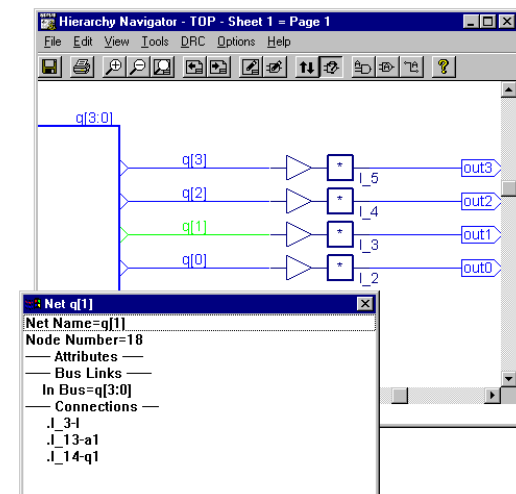 Hierarchy Navigator - TOP - Sheet 1 = Page 1
File Edit View Tools DRC Options Help
q[3:0]
q[3] * I_5 out3
q[2] * I_4 out2
q[1] * I_3 out1
q[0] * I_2 out0
Net q[1]
Net Name=q[1]
Node Number=18
Attributes
Bus Links
In Bus=q[3:0]
Connections
.I_3-I
.I_13-a1
.I_14-q1